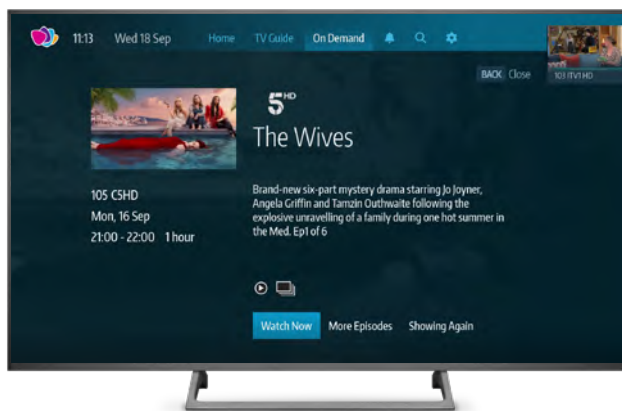 11:13 Wed 18 Sep Home TV Guide On Demand
BACK Close
103 ITV1 HD
5HD
The Wives
105 C5HD
Mon, 16 Sep
21:00 - 22:00 1 hour
Brand-new six-part mystery drama starring Jo Joyner,
Angela Griffin and Tamzin Outhwaite following the
explosive unravelling of a family during one hot summer in
the Med. Ep1 of 6
Watch Now More Episodes Showing Again